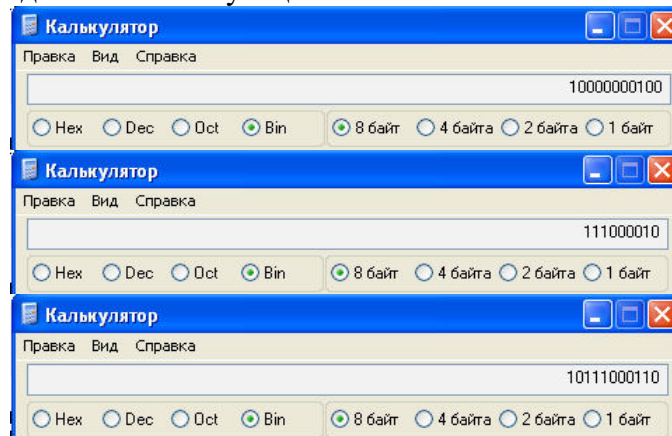 Калькулятор
Правка Вид Справка
10000000100
Hex Dec Oct Bin 8 байт 4 байта 2 байта 1 байт
Калькулятор
Правка Вид Справка
111000010
Hex Dec Oct Bin 8 байт 4 байта 2 байта 1 байт
Калькулятор
Правка Вид Справка
10111000110
Hex Dec Oct Bin 8 байт 4 байта 2 байта 1 байт